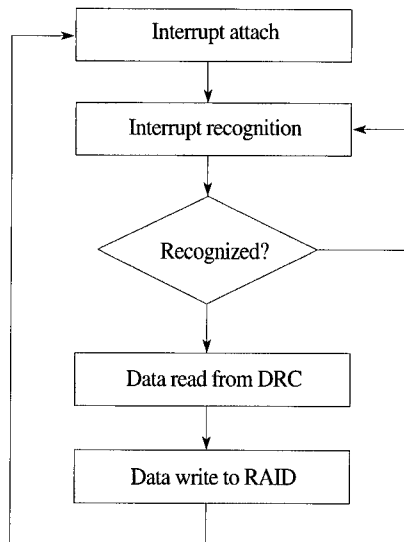 Interrupt attach
Interrupt recognition
Recognized?
Data read from DRC
Data write to RAID